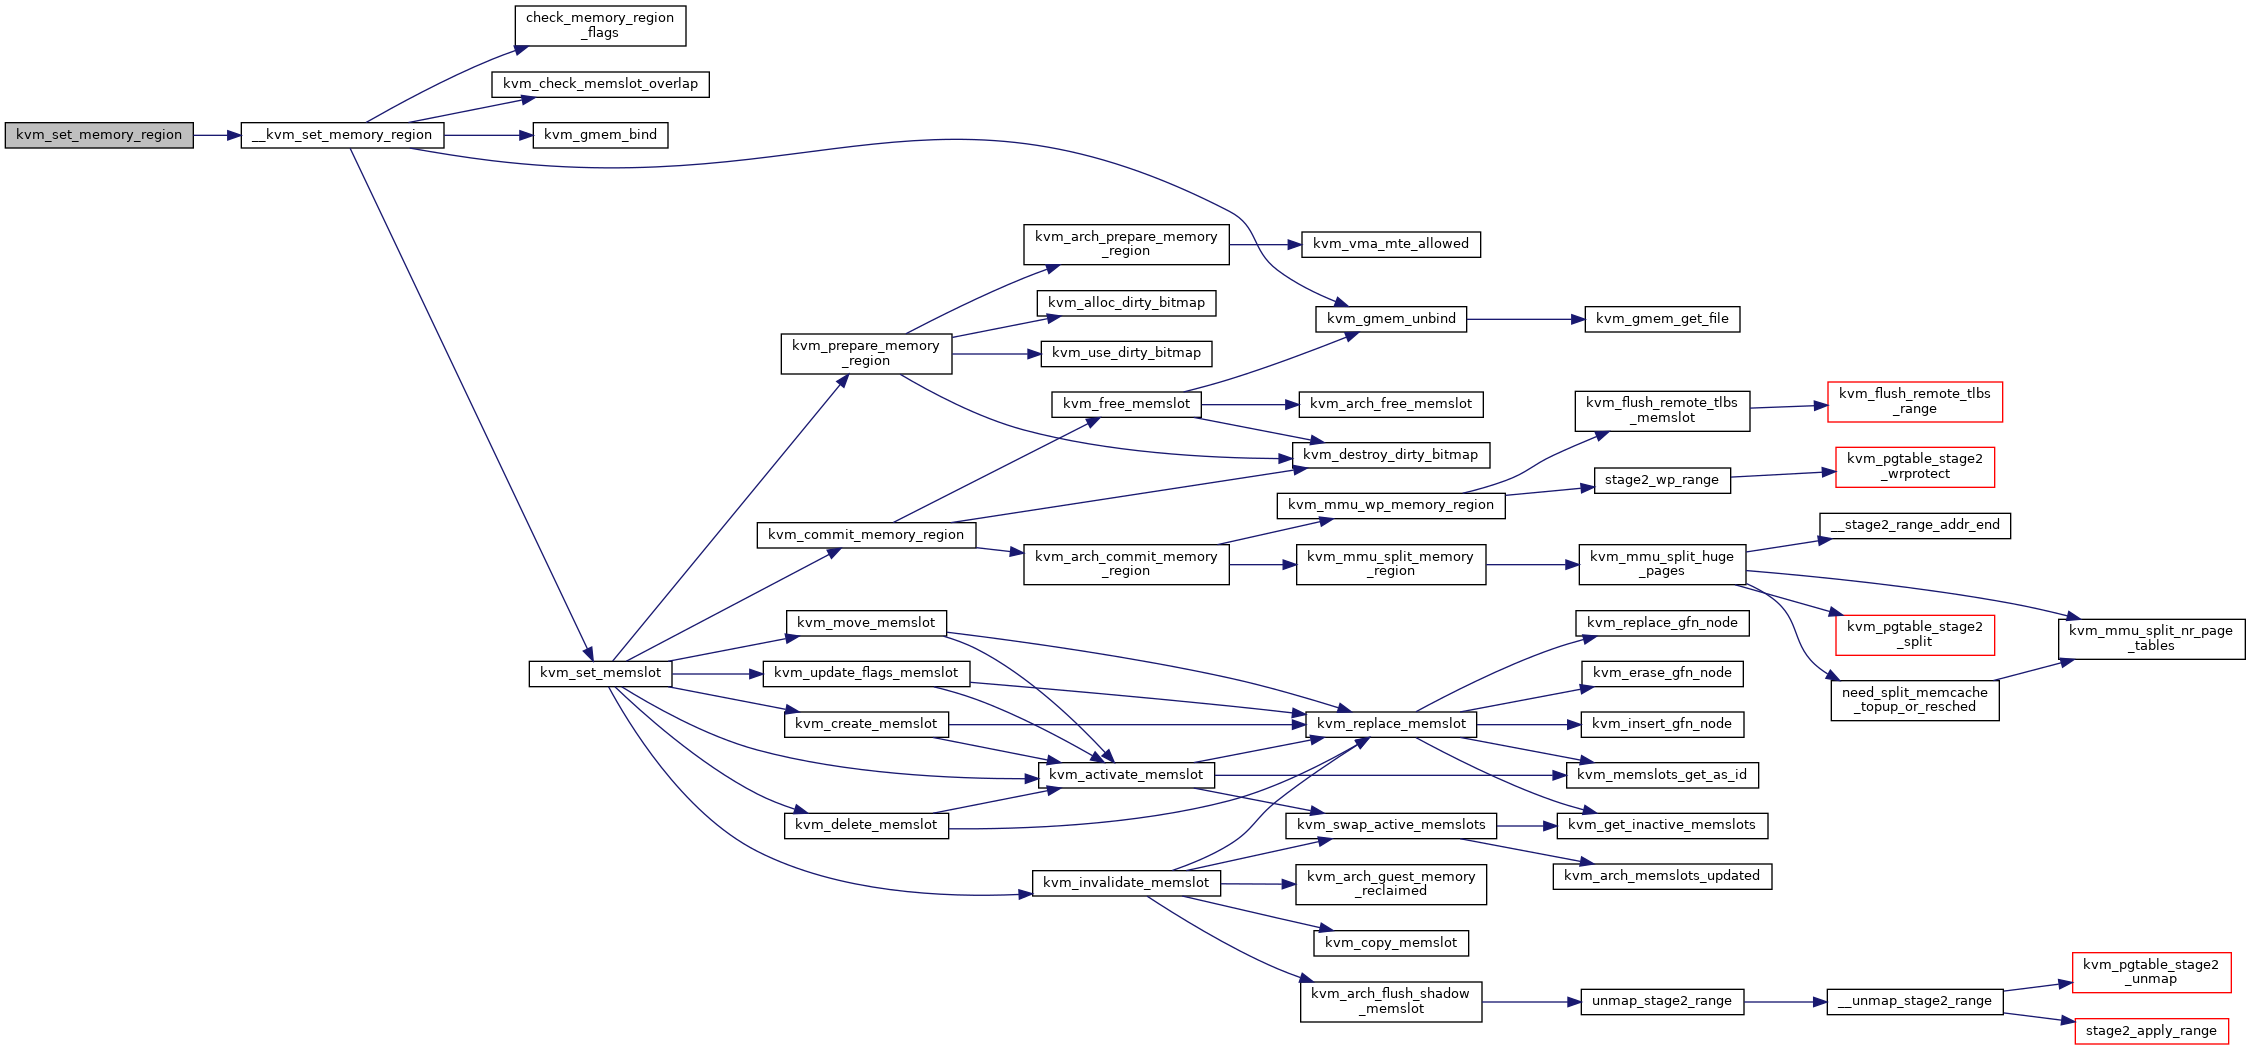 check_memory_region
_flags
kvm_check_memslot_overlap
kvm_set_memory_region
__kvm_set_memory_region
kvm_gmem_bind
kvm_arch_prepare_memory
_region
kvm_vma_mte_allowed
kvm_alloc_dirty_bitmap
kvm_gmem_unbind
kvm_gmem_get_file
kvm_prepare_memory
_region
kvm_use_dirty_bitmap
kvm_free_memslot
kvm_arch_free_memslot
kvm_flush_remote_tlbs
_memslot
kvm_flush_remote_tlbs
_range
kvm_destroy_dirty_bitmap
stage2_wp_range
kvm_pgtable_stage2
_wrprotect
kvm_mmu_wp_memory_region
kvm_commit_memory_region
__stage2_range_addr_end
kvm_arch_commit_memory
_region
kvm_mmu_split_memory
_region
kvm_mmu_split_huge
_pages
kvm_move_memslot
kvm_replace_gfn_node
kvm_pgtable_stage2
_split
kvm_mmu_split_nr_page
_tables
kvm_set_memslot
kvm_update_flags_memslot
kvm_erase_gfn_node
need_split_memcache
_topup_or_resched
kvm_create_memslot
kvm_replace_memslot
kvm_insert_gfn_node
kvm_activate_memslot
kvm_memslots_get_as_id
kvm_delete_memslot
kvm_swap_active_memslots
kvm_get_inactive_memslots
kvm_invalidate_memslot
kvm_arch_guest_memory
_reclaimed
kvm_arch_memslots_updated
kvm_copy_memslot
kvm_arch_flush_shadow
_memslot
unmap_stage2_range
__unmap_stage2_range
kvm_pgtable_stage2
_unmap
stage2_apply_range